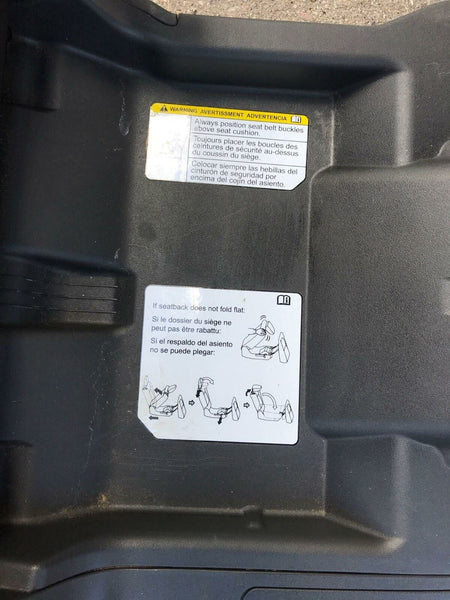 WARNING AVERTISSMENT ADVERTENCIA
Always position seat belt buckles
above seat cushion.
Toujours placer les boucles des
ceintures de sécurité au-dessus
du coussin du siège.
Colocar siempre las hebillas del
cinturón de seguridad por
encima del cojin del asiento.
If seatback does not fold flat:
Si le dossier du siège ne
peut pas être rabattu:
Si el respaldo del asiento
no se puede plegar: